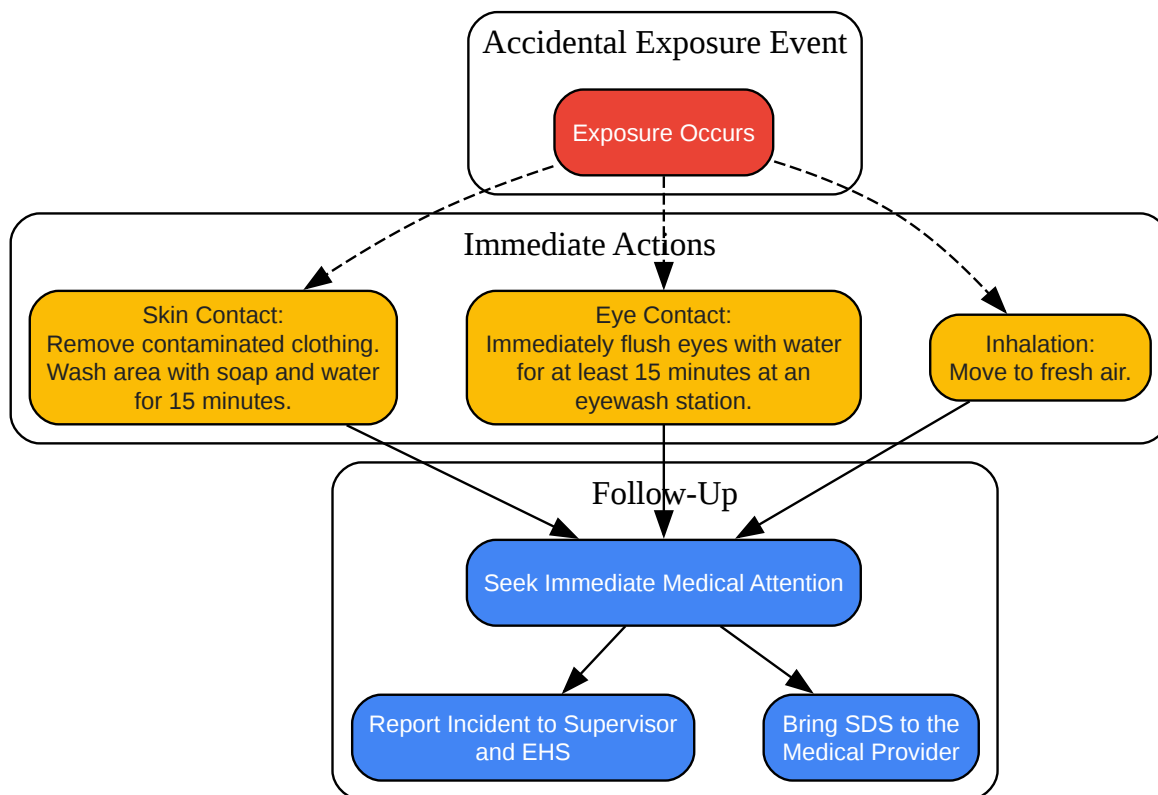 Accidental Exposure Event
Exposure Occurs
Immediate Actions
Skin Contact:
Remove contaminated clothing.
Wash area with soap and water
for 15 minutes.
Eye Contact:
Immediately flush eyes with water
for at least 15 minutes at an
eyewash station.
Inhalation:
Move to fresh air.
Follow-Up
Seek Immediate Medical Attention
Report Incident to Supervisor
and EHS
Bring SDS to the
Medical Provider